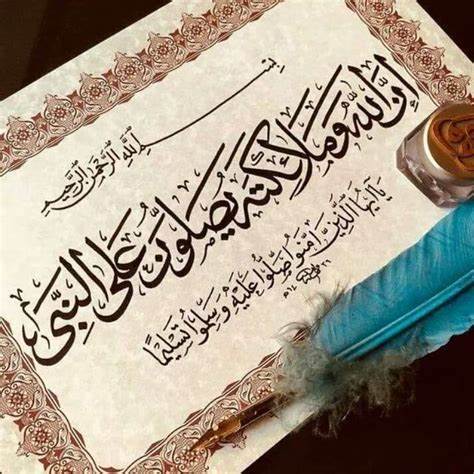 بسم الله الرحمن الرحيم
إن الله وملائكته يصلون على النبي
يا أيها الذين آمنوا صلوا عليه وسلموا تسليما